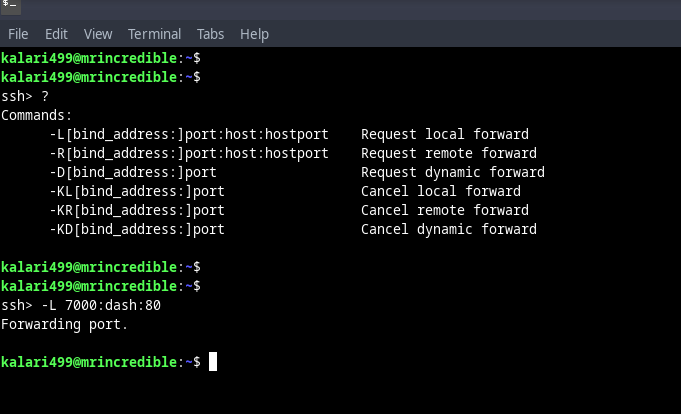 $_
File Edit View Terminal Tabs Help
kalari499@mrincredible:~$
kalari499@mrincredible:~$
ssh> ?
Commands:
      -L[bind_address:]port:host:hostport    Request local forward
      -R[bind_address:]port:host:hostport    Request remote forward
      -D[bind_address:]port                  Request dynamic forward
      -KL[bind_address:]port                 Cancel local forward
      -KR[bind_address:]port                 Cancel remote forward
      -KD[bind_address:]port                 Cancel dynamic forward
kalari499@mrincredible:~$
kalari499@mrincredible:~$
ssh> -L 7000:dash:80
Forwarding port.
kalari499@mrincredible:~$